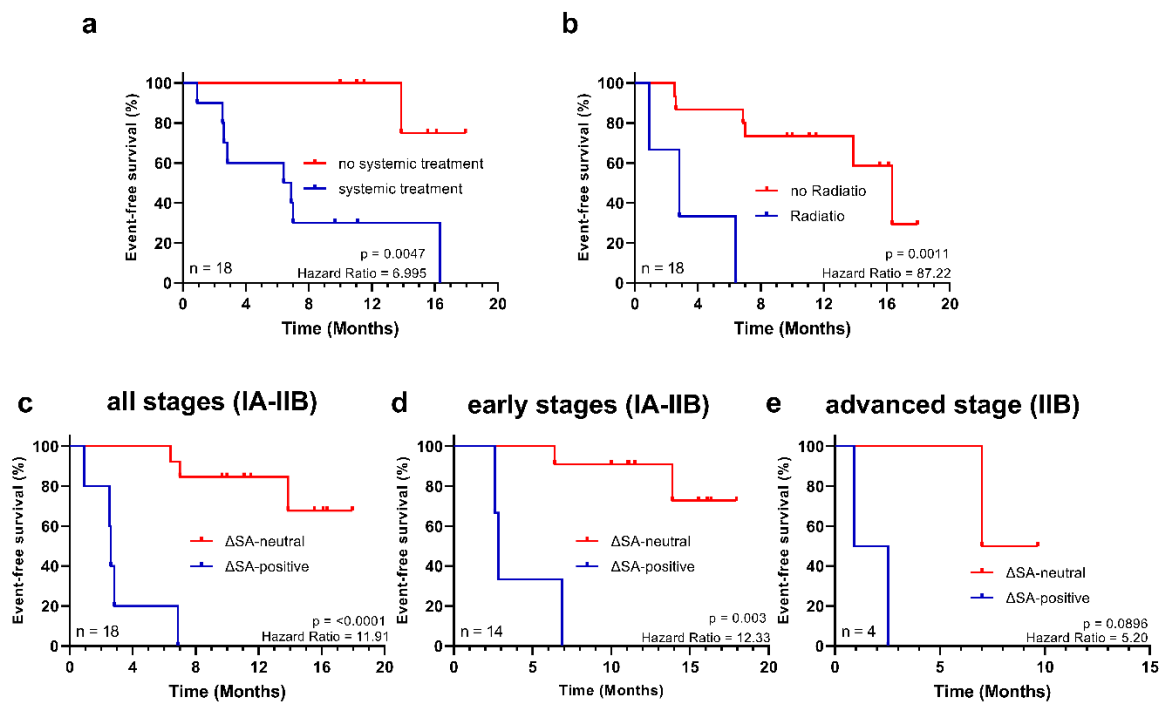 a
Event-free survival (%)
100
80
60
40
20
0
no systemic treatment
systemic treatment
p = 0.0047
n = 18
Hazard Ratio = 6.995
0 4 8 12 16 20
Time (Months)
b
Event-free survival (%)
100
80
60
40
20
0
no Radiatio
Radiatio
p = 0.0011
n = 18
Hazard Ratio = 87.22
0 4 8 12 16 20
Time (Months)
c
all stages (IA-IIB)
Event-free survival (%)
100
80
60
40
20
0
ΔSA-neutral
ΔSA-positive
p = <0.0001
n = 18
Hazard Ratio = 11.91
0 4 8 12 16 20
Time (Months)
d
early stages (IA-IIB)
Event-free survival (%)
100
80
60
40
20
0
ΔSA-neutral
ΔSA-positive
p = 0.003
n = 14
Hazard Ratio = 12.33
0 5 10 15 20
Time (Months)
e
advanced stage (IIB)
Event-free survival (%)
100
80
60
40
20
0
ΔSA-neutral
ΔSA-positive
p = 0.0896
n = 4
Hazard Ratio = 5.20
0 5 10 15
Time (Months)